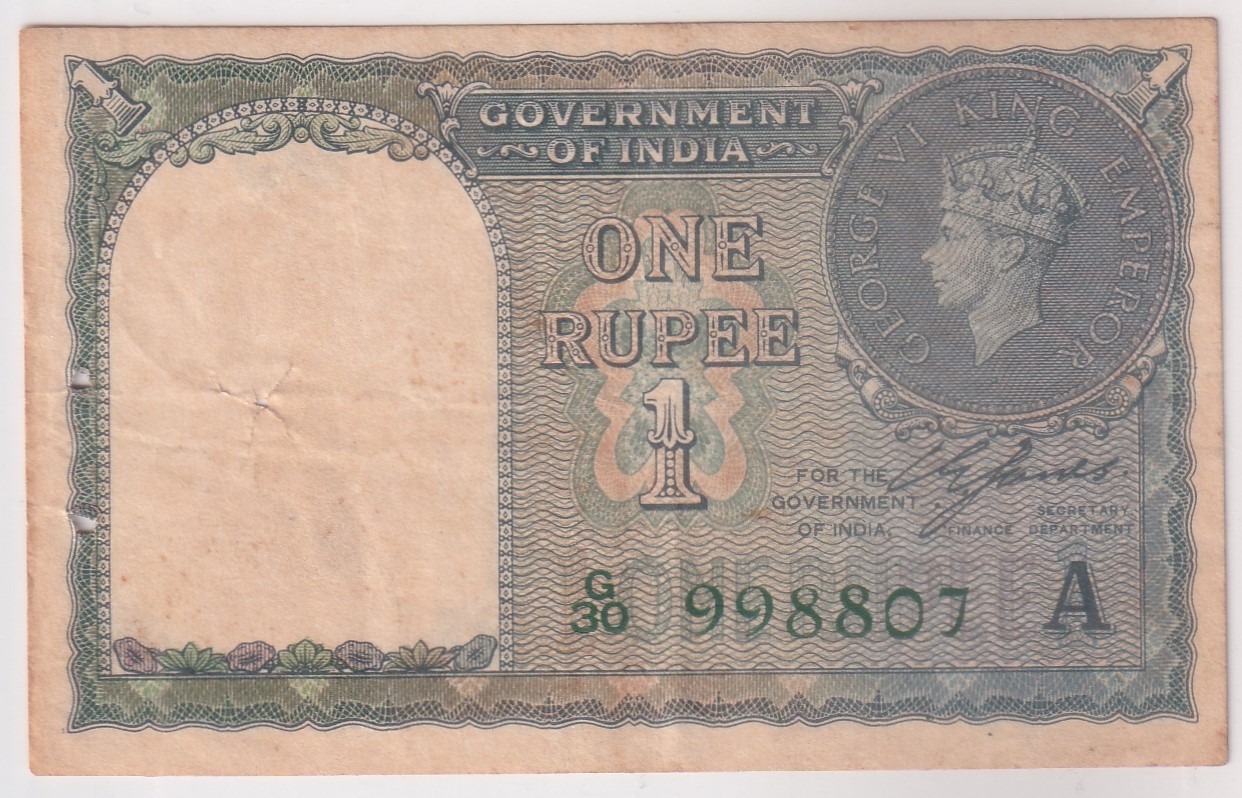 1
1
GOVERNMENT
OF INDIA
GEORGE VI KING EMPEROR
ONE
RUPEE
1
FOR THE
GOVERNMENT
OF INDIA,
SECRETARY
FINANCE DEPARTMENT
G
30 998807 A